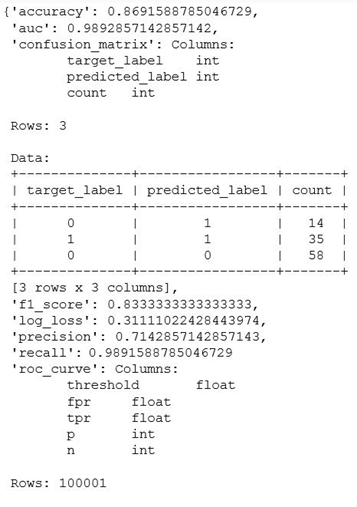 {'accuracy': 0.8691588785046729,
'auc': 0.9892857142857142,
'confusion_matrix': Columns:
target_label    int
predicted_label int
count   int
Rows: 3
Data:
+--------------+-----------------+-------+
| target_label | predicted_label | count |
+--------------+-----------------+-------+
|      0       |        1        |   14  |
|      1       |        1        |   35  |
|      0       |        0        |   58  |
+--------------+-----------------+-------+
[3 rows x 3 columns],
'f1_score': 0.8333333333333333,
'log_loss': 0.31111022428443974,
'precision': 0.7142857142857143,
'recall': 0.9891588785046729
'roc_curve': Columns:
threshold       float
fpr     float
tpr     float
p       int
n       int
Rows: 100001